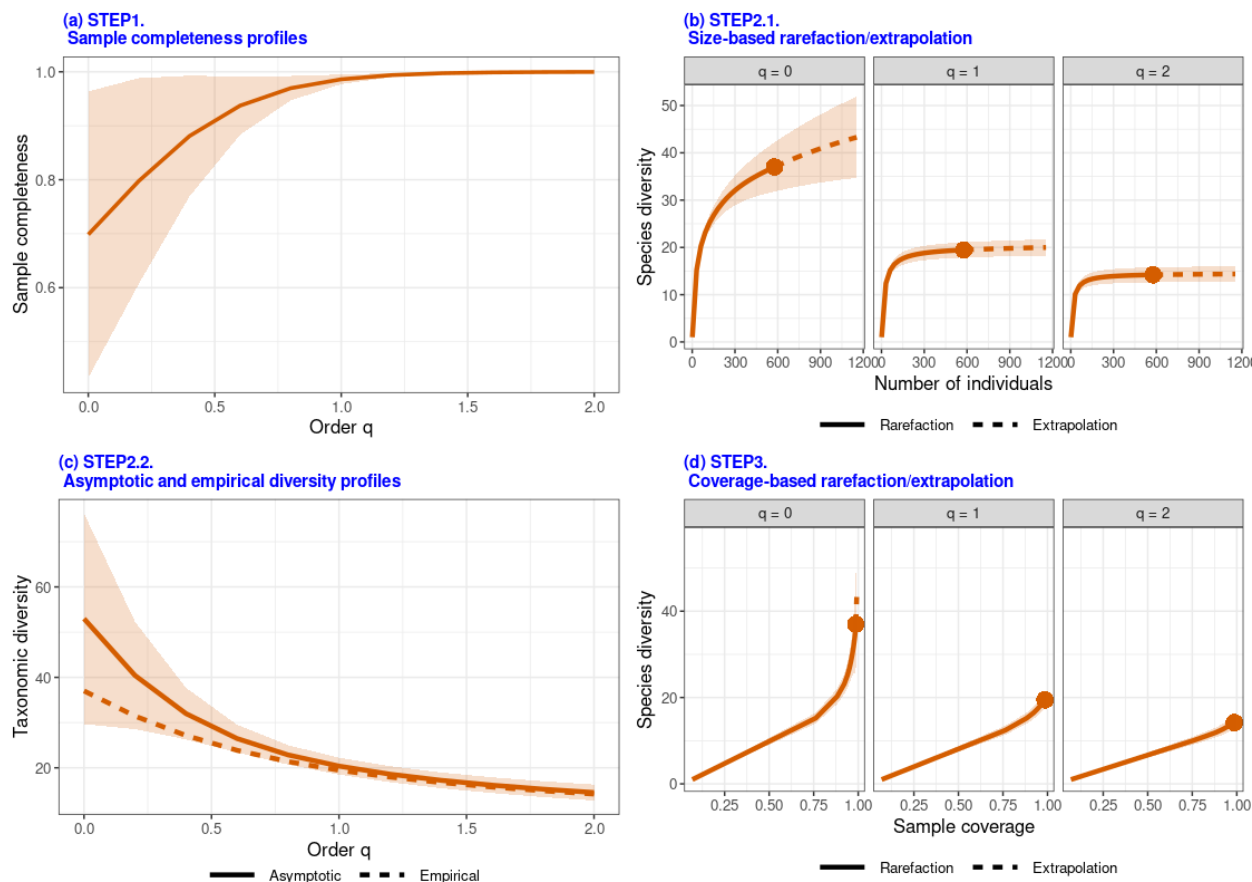 (a) STEP1.
Sample completeness profiles
1.0
0.8
0.6
Sample completeness
0.0 0.5 1.0 1.5 2.0
Order q
(b) STEP2.1.
Size-based rarefaction/extrapolation
q = 0 q = 1 q = 2
50
40
30
20
10
0
Species diversity
0 300 600 900 1200 300 600 900 1200 300 600 900 1200
Number of individuals
Rarefaction Extrapolation
(c) STEP2.2.
Asymptotic and empirical diversity profiles
60
40
20
Taxonomic diversity
0.0 0.5 1.0 1.5 2.0
Order q
Asymptotic Empirical
(d) STEP3.
Coverage-based rarefaction/extrapolation
q = 0 q = 1 q = 2
40
20
0
Species diversity
0.25 0.50 0.75 1.00 0.25 0.50 0.75 1.00 0.25 0.50 0.75 1.00
Sample coverage
Rarefaction Extrapolation